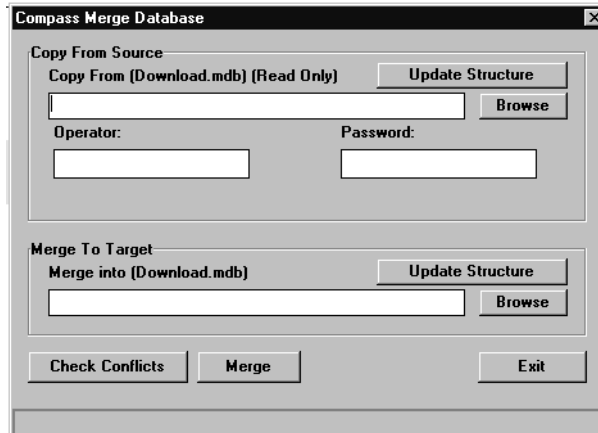 Compass Merge Database
Copy From Source
Copy From (Download.mdb) (Read Only) Update Structure
Browse
Operator: Password:
Merge To Target
Merge into (Download.mdb) Update Structure
Browse
Check Conflicts Merge Exit